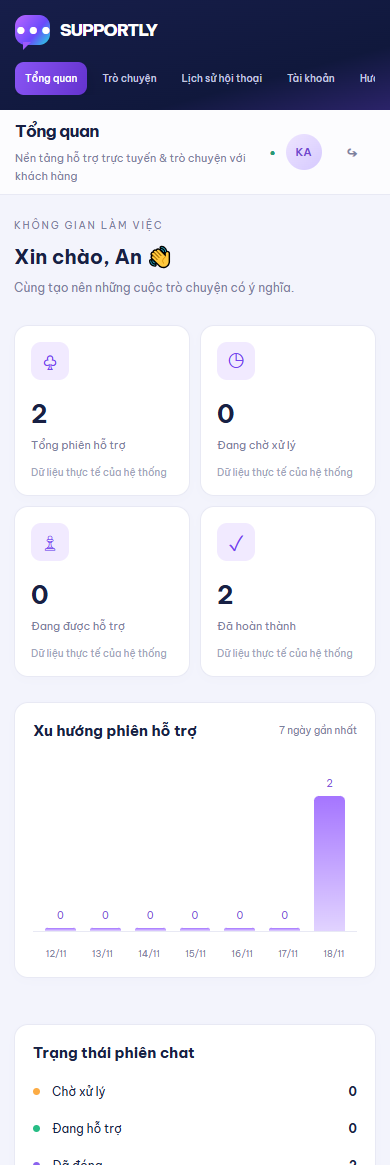 SUPPORTLY
Tổng quan
Trò chuyện
Lịch sử hội thoại
Tài khoản
Tổng quan
Nền tảng hỗ trợ trực tuyến & trò chuyện với
khách hàng
KA
KHÔNG GIAN LÀM VIỆC
Xin chào, An 👋
Cùng tạo nên những cuộc trò chuyện có ý nghĩa.
2
Tổng phiên hỗ trợ
Dữ liệu thực tế của hệ thống
0
Đang chờ xử lý
Dữ liệu thực tế của hệ thống
0
Đang được hỗ trợ
Dữ liệu thực tế của hệ thống
2
Đã hoàn thành
Dữ liệu thực tế của hệ thống
Xu hướng phiên hỗ trợ
7 ngày gần nhất
0 0 0 0 0 0 2
12/11 13/11 14/11 15/11 16/11 17/11 18/11
Trạng thái phiên chat
Chờ xử lý 0
Đang hỗ trợ 0
Đã đóng 2